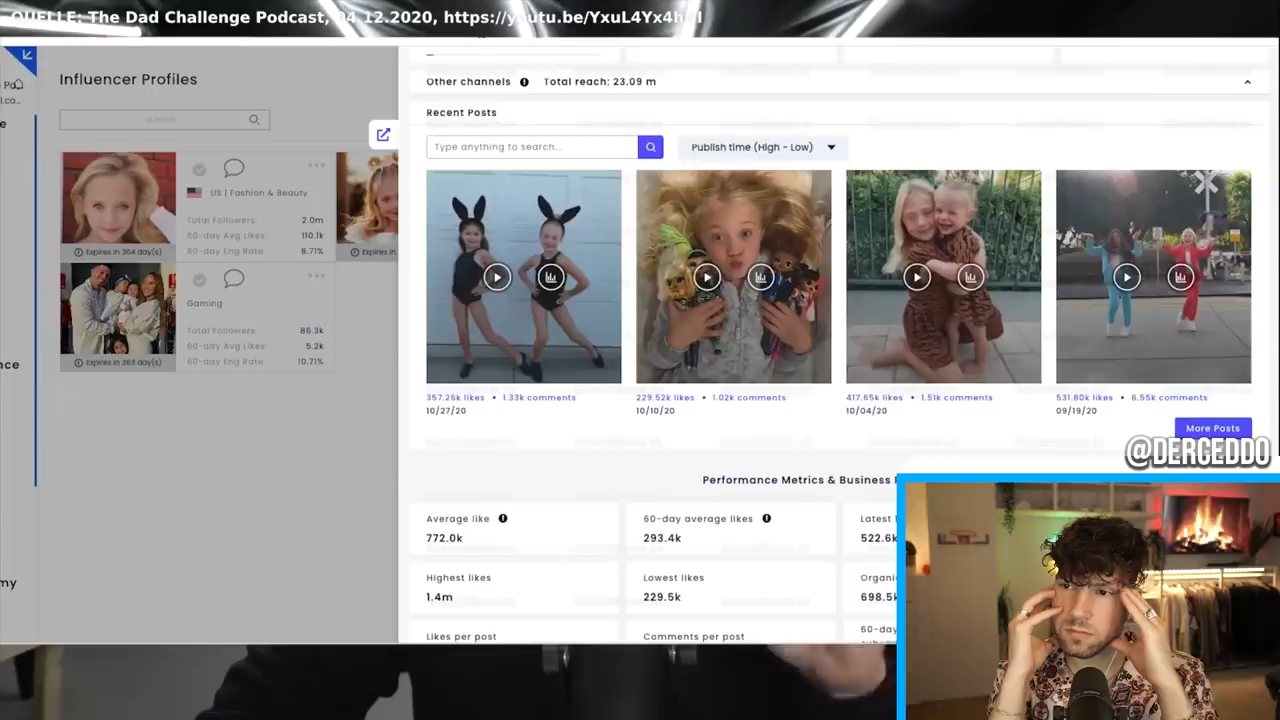 QUELLE: The Dad Challenge Podcast, 04.12.2020,
Influencer Profiles
SEARCH
US | Fashion & Beauty
Total Followers: 2.0m
60-day Avg Likes: 110.1k
60-day Eng Rate: 8.71%
Expires in 364 day(s)
Expires in
Gaming
Total Followers: 86.3k
60-day Avg Likes: 5.2k
60-day Eng Rate: 10.71%
Expires in 363 day(s)
Other channels Total reach: 23.09 m
Recent Posts
Type anything to search...
Publish time (High - Low)
357.26k likes • 1.33k comments
10/27/20
229.52k likes • 1.02k comments
10/10/20
417.65k likes • 1.51k comments
10/04/20
531.80k likes • 6.55k comments
09/19/20
More Posts
@DERCEDDO
Performance Metrics & Business
Average like
772.0k
60-day average likes
293.4k
Latest
522.6k
Highest likes
1.4m
Lowest likes
229.5k
Organic
698.5k
Likes per post
Comments per post
60-day